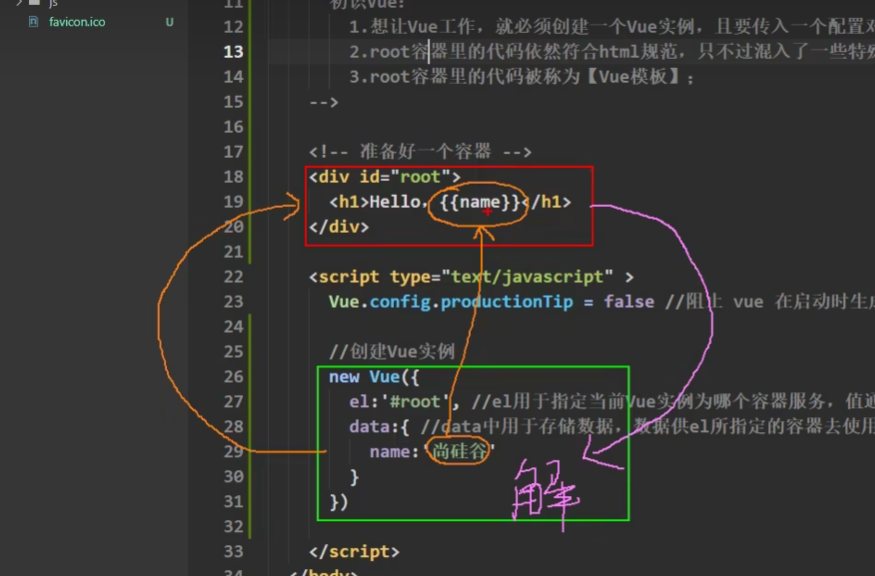 js
favicon.ico U
11 初识Vue:
12 1.想让Vue工作，就必须创建一个Vue实例，且要传入一个配置对
13 2.root容器里的代码依然符合html规范，只不过混入了一些特殊
14 3.root容器里的代码被称为【Vue模板】;
15 -->
16
17 <!-- 准备好一个容器 -->
18 <div id="root">
19 <h1>Hello，{{name}}</h1>
20 </div>
21
22 <script type="text/javascript" >
23 Vue.config.productionTip = false //阻止 vue 在启动时生成
24
25 //创建Vue实例
26 new Vue({
27 el:'#root', //el用于指定当前Vue实例为哪个容器服务，值通
28 data:{ //data中用于存储数据，数据供el所指定的容器去使用
29 name:'尚硅谷'
30 }
31 })
解
32
33 </script>
34 </body>